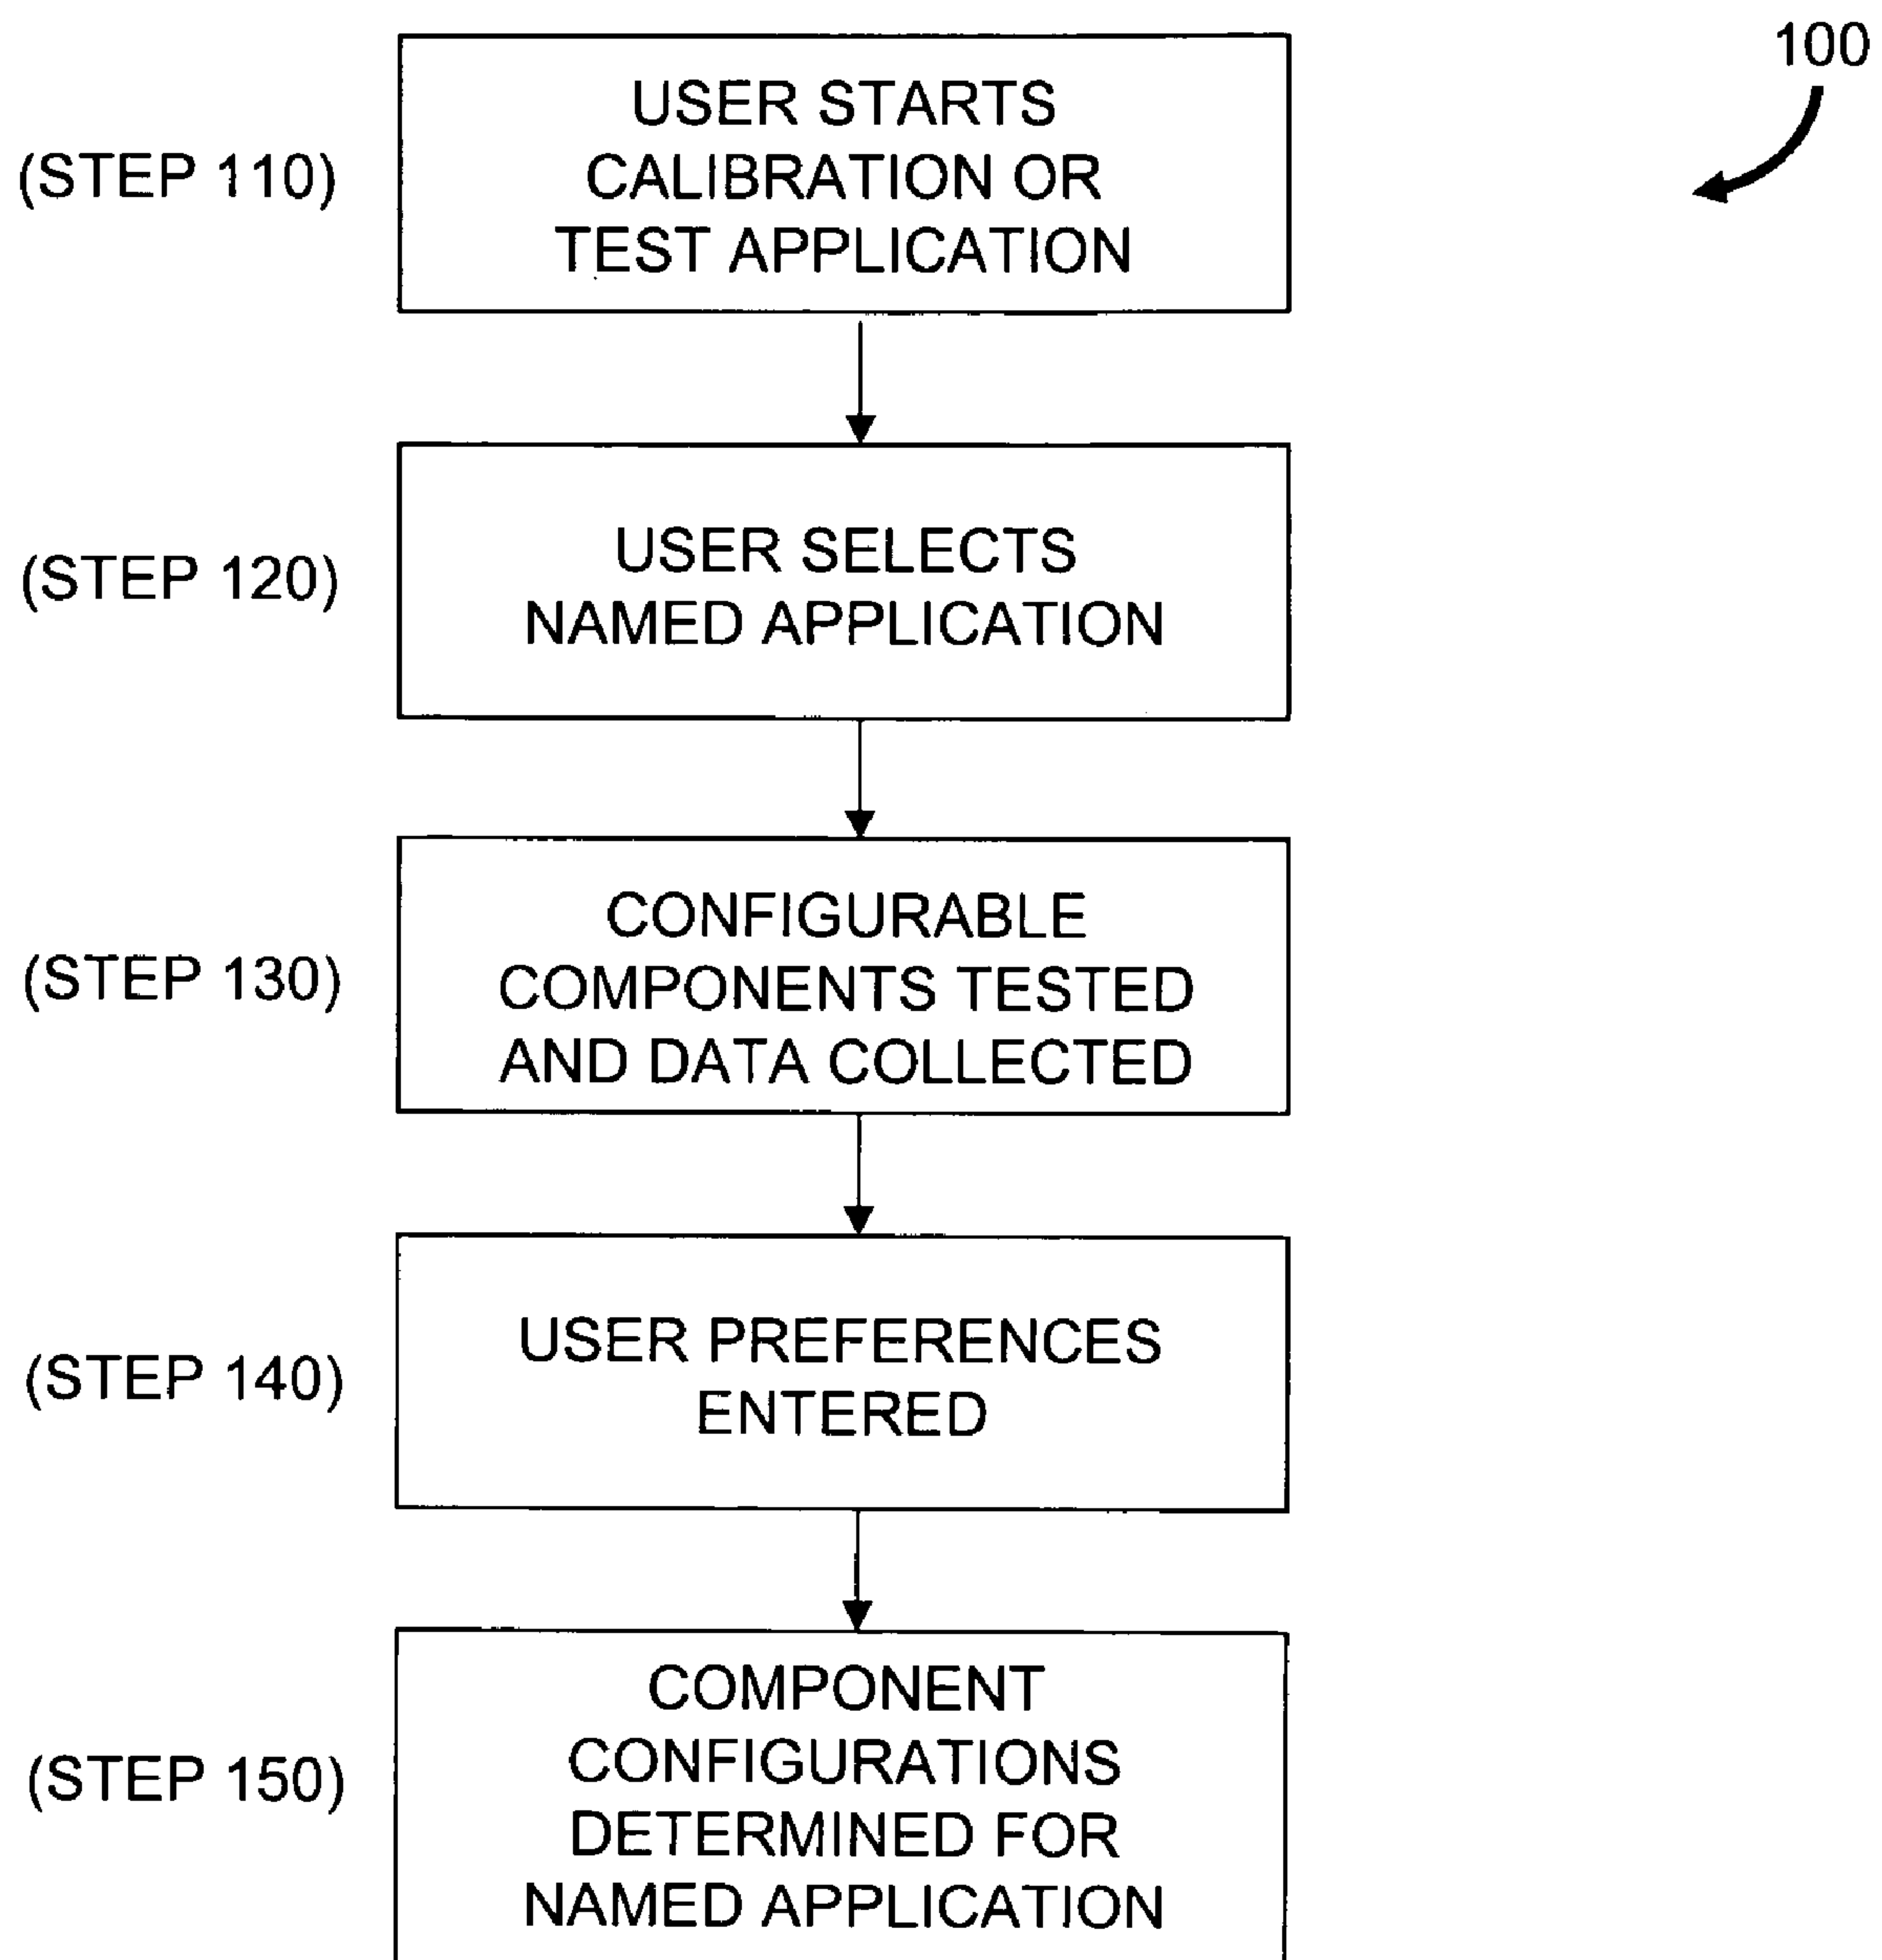 100
(STEP 110)
USER STARTS
CALIBRATION OR
TEST APPLICATION
(STEP 120)
USER SELECTS
NAMED APPLICATION
(STEP 130)
CONFIGURABLE
COMPONENTS TESTED
AND DATA COLLECTED
(STEP 140)
USER PREFERENCES
ENTERED
(STEP 150)
COMPONENT
CONFIGURATIONS
DETERMINED FOR
NAMED APPLICATION